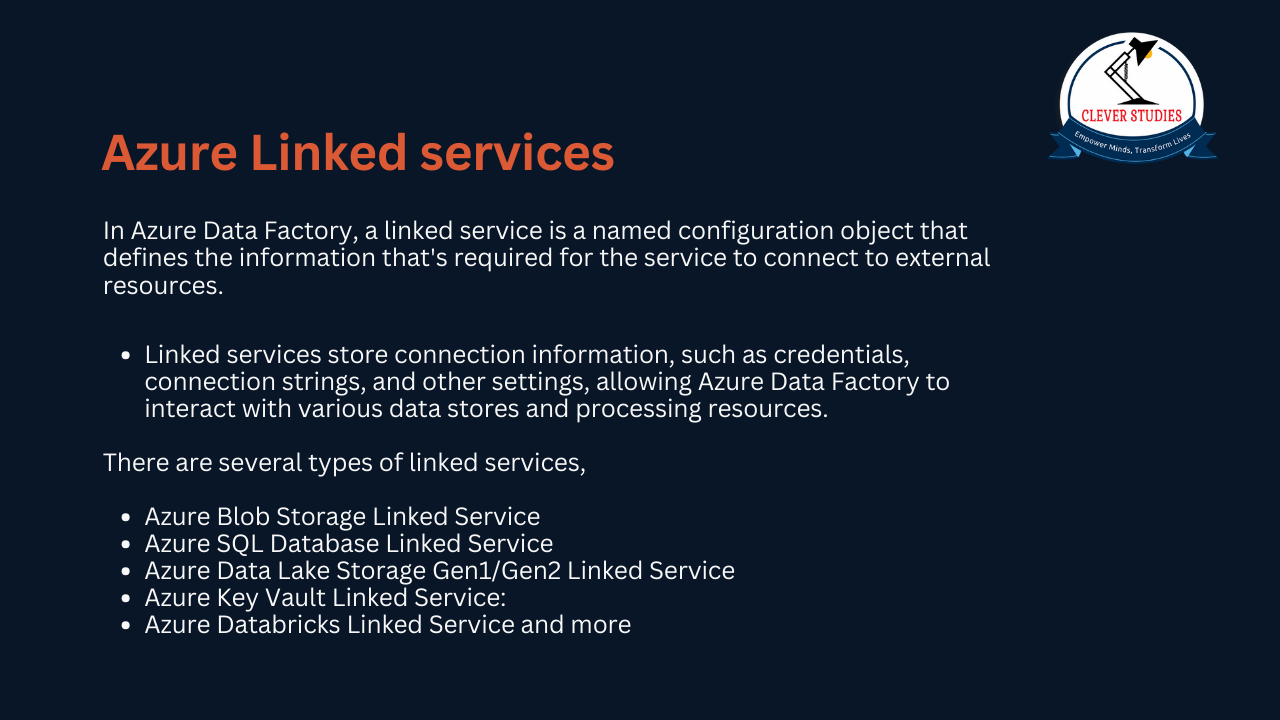 CLEVER STUDIES
Empower Minds, Transform Lives
Azure Linked services
In Azure Data Factory, a linked service is a named configuration object that
defines the information that's required for the service to connect to external
resources.
• Linked services store connection information, such as credentials,
connection strings, and other settings, allowing Azure Data Factory to
interact with various data stores and processing resources.
There are several types of linked services,
• Azure Blob Storage Linked Service
• Azure SQL Database Linked Service
• Azure Data Lake Storage Gen1/Gen2 Linked Service
• Azure Key Vault Linked Service:
• Azure Databricks Linked Service and more